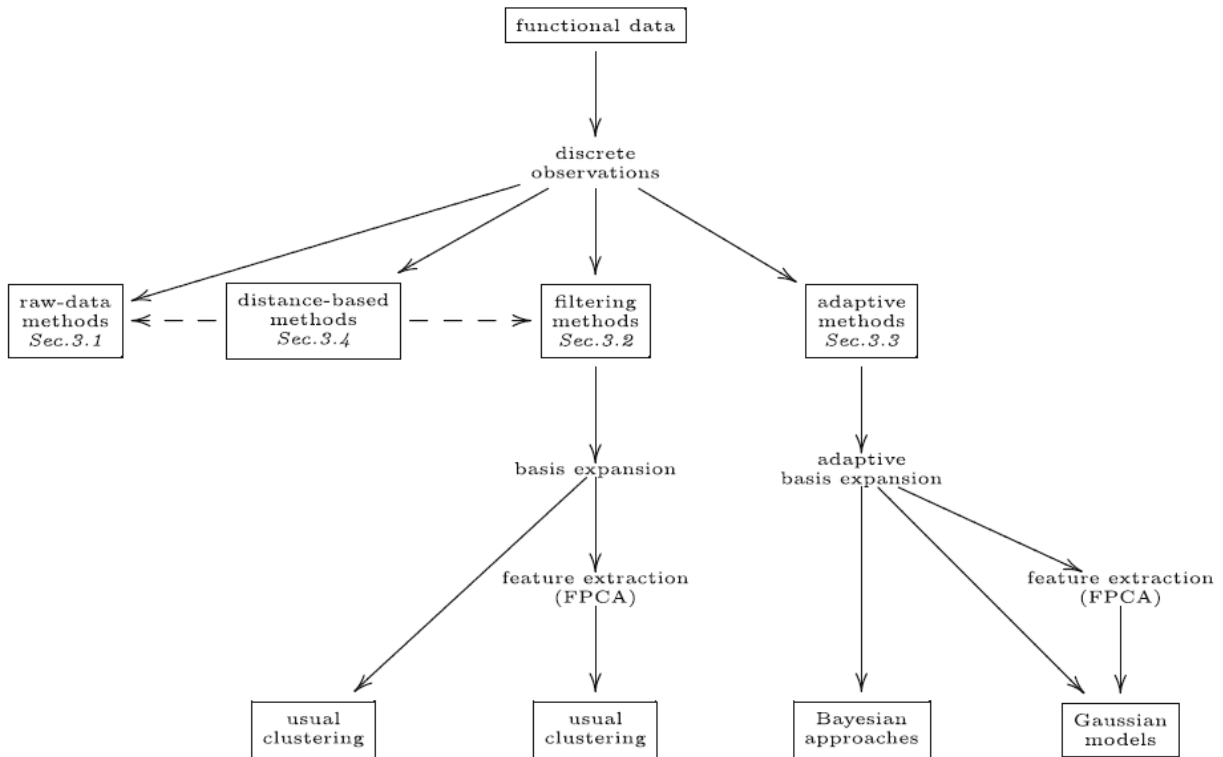 functional data
discrete
observations
raw-data
methods
Sec.3.1
distance-based
methods
Sec.3.4
filtering
methods
Sec.3.2
adaptive
methods
Sec.3.3
basis expansion
adaptive
basis expansion
feature extraction
(FPCA)
feature extraction
(FPCA)
usual
clustering
usual
clustering
Bayesian
approaches
Gaussian
models